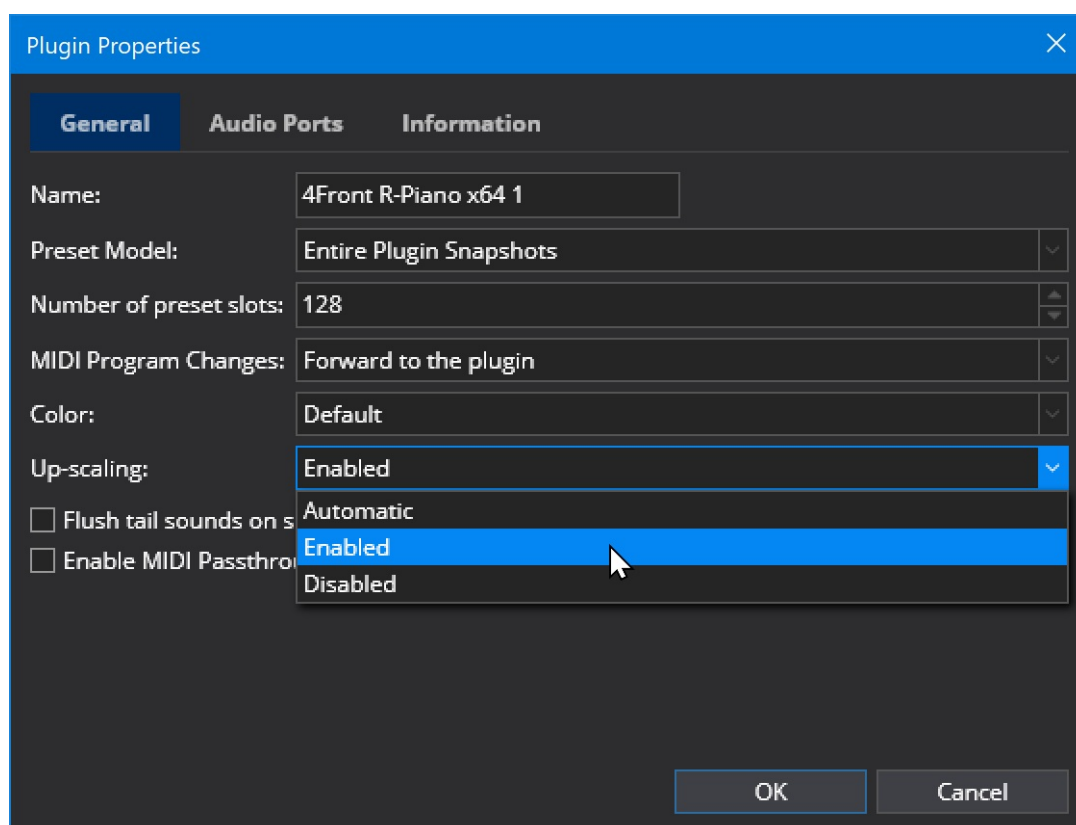 Plugin Properties
General Audio Ports Information
Name: 4Front R-Piano x64 1
Preset Model: Entire Plugin Snapshots
Number of preset slots: 128
MIDI Program Changes: Forward to the plugin
Color: Default
Up-scaling: Enabled
Automatic
Flush tail sounds on s
Enabled
Enable MIDI Passthro
Disabled
OK Cancel